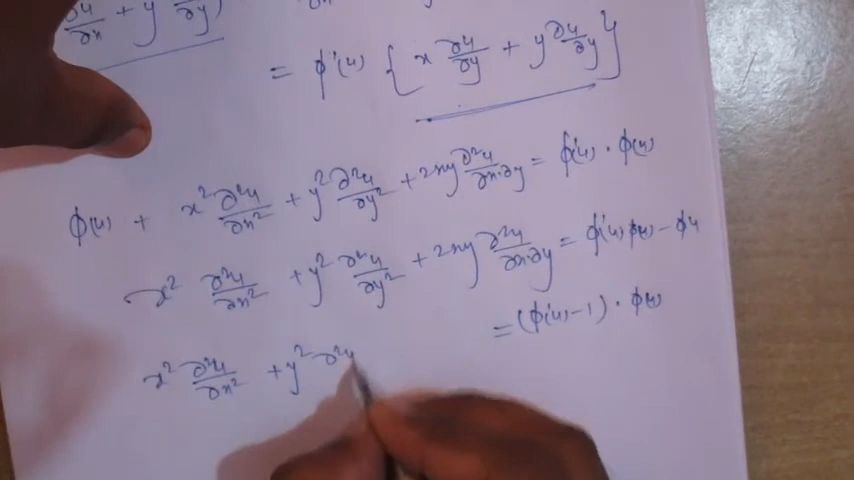 ∂u/∂x + y ∂y)
= φ'(u) { x ∂u/∂y + y ∂u/∂y }
φ(u) + x² ∂²u/∂x² + y² ∂²u/∂y² + 2xy ∂²u/∂x·∂y = φ'(u) · φ(u)
x² ∂²u/∂x² + y² ∂²u/∂y² + 2xy ∂²u/∂x·∂y = φ'(u) φ(u) - φu
= (φ'(u) - 1) · φ(u)
x² ∂²u/∂x² + y² ∂²u